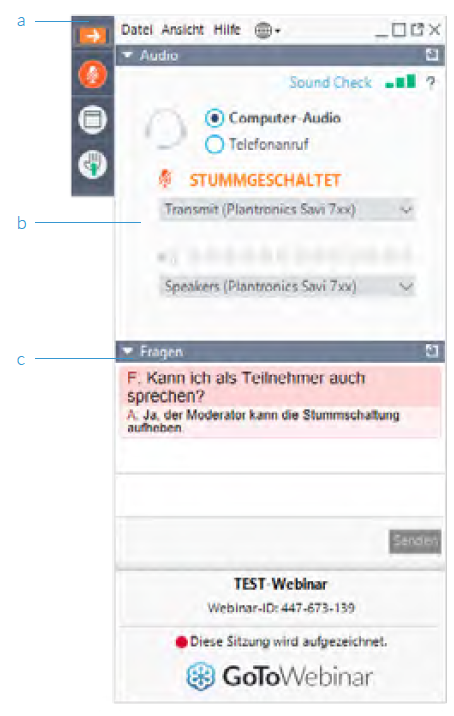 a
Datei Ansicht Hilfe
Audio
Sound Check ?
Computer-Audio
Telefonanruf
STUMMGESCHALTET
Transmit (Plantronics Savi 7xx)
b
Speakers (Plantronics Savi 7xx)
c
Fragen
F: Kann ich als Teilnehmer auch
sprechen?
A: Ja, der Moderator kann die Stummschaltung
aufheben.
Senden
TEST-Webinar
Webinar-ID: 447-673-139
Diese Sitzung wird aufgezeichnet.
GoToWebinar